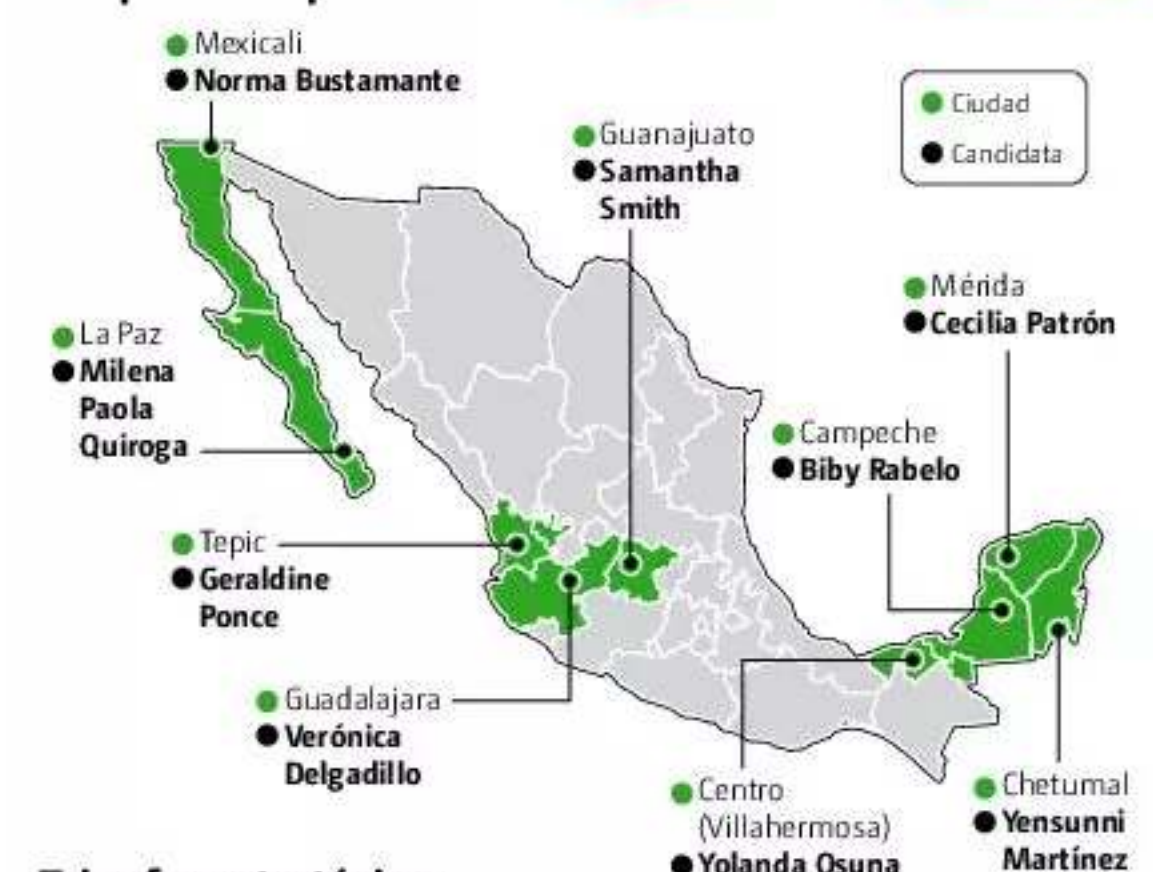 Mexicali
Norma Bustamante
Ciudad
Candidata
Guanajuato
Samantha
Smith
Mérida
Cecilia Patrón
La Paz
Milena
Paola
Quiroga
Campeche
Biby Rabelo
Tepic
Geraldine
Ponce
Guadalajara
Verónica
Delgadillo
Centro
(Villahermosa)
Yolanda Osuna
Chetumal
Yensunni
Martínez